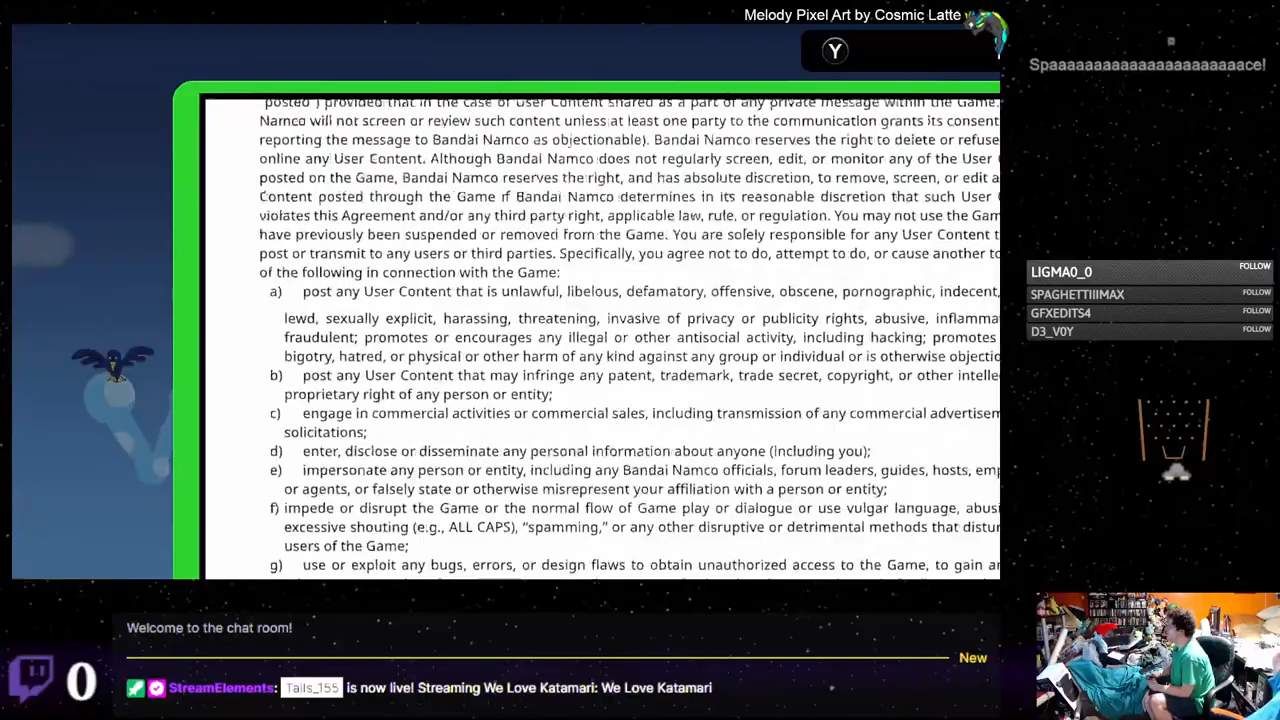 Melody Pixel Art by Cosmic Latte
Y
Spaaaaaaaaaaaaaaaaaaaaaace!
posted") provided that in the case of User Content shared as a part of any private message within the Game.
Namco will not screen or review such content unless at least one party to the communication grants its consent
reporting the message to Bandai Namco as objectionable). Bandai Namco reserves the right to delete or refuse
online any User Content. Although Bandai Namco does not regularly screen, edit, or monitor any of the User
posted on the Game, Bandai Namco reserves the right, and has absolute discretion, to remove, screen, or edit a
Content posted through the Game if Bandai Namco determines in its reasonable discretion that such User
violates this Agreement and/or any third party right, applicable law, rule, or regulation. You may not use the Gam
have previously been suspended or removed from the Game. You are solely responsible for any User Content t
post or transmit to any users or third parties. Specifically, you agree not to do, attempt to do, or cause another to
of the following in connection with the Game:
a) post any User Content that is unlawful, libelous, defamatory, offensive, obscene, pornographic, indecent,
lewd, sexually explicit, harassing, threatening, invasive of privacy or publicity rights, abusive, inflamma
fraudulent; promotes or encourages any illegal or other antisocial activity, including hacking; promotes
bigotry, hatred, or physical or other harm of any kind against any group or individual or is otherwise objectio
b) post any User Content that may infringe any patent, trademark, trade secret, copyright, or other intelle
proprietary right of any person or entity;
c) engage in commercial activities or commercial sales, including transmission of any commercial advertisem
solicitations;
d) enter, disclose or disseminate any personal information about anyone (including you);
e) impersonate any person or entity, including any Bandai Namco officials, forum leaders, guides, hosts, emp
or agents, or falsely state or otherwise misrepresent your affiliation with a person or entity;
f) impede or disrupt the Game or the normal flow of Game play or dialogue or use vulgar language, abusi
excessive shouting (e.g., ALL CAPS), “spamming,” or any other disruptive or detrimental methods that distur
users of the Game;
g) use or exploit any bugs, errors, or design flaws to obtain unauthorized access to the Game, to gain an
LIGMA0_0 FOLLOW
SPAGHETTIIIMAX FOLLOW
GFXEDITS4 FOLLOW
D3_V0Y FOLLOW
Welcome to the chat room!
New
0
StreamElements: Tails_155 is now live! Streaming We Love Katamari: We Love Katamari